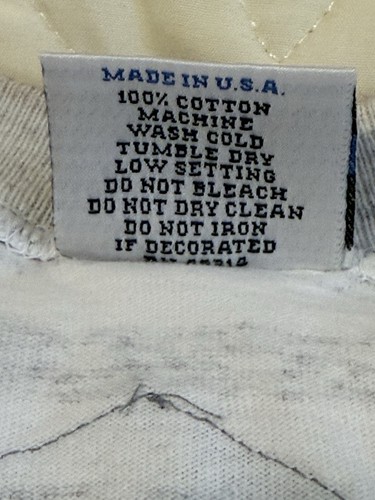 MADE IN U.S.A.
100% COTTON
MACHINE
WASH COLD
TUMBLE DRY
LOW SETTING
DO NOT BLEACH
DO NOT DRY CLEAN
DO NOT IRON
IF DECORATED